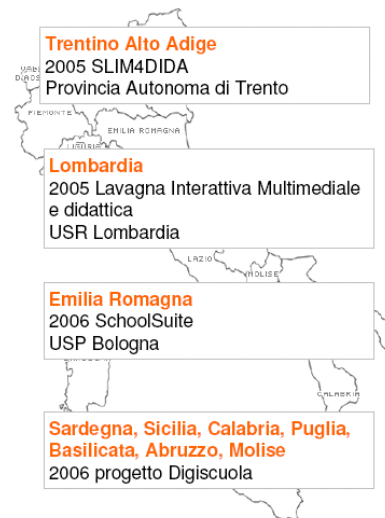 Trentino Alto Adige
2005 SLIM4DIDA
Provincia Autonoma di Trento
PIEMONTE
EMILIA ROMAGNA
LIGURIA
Lombardia
2005 Lavagna Interattiva Multimediale
e didattica
USR Lombardia
LAZIO
MOLISE
Emilia Romagna
2006 SchoolSuite
USP Bologna
CALABRIA
Sardegna, Sicilia, Calabria, Puglia,
Basilicata, Abruzzo, Molise
2006 progetto Digiscuola